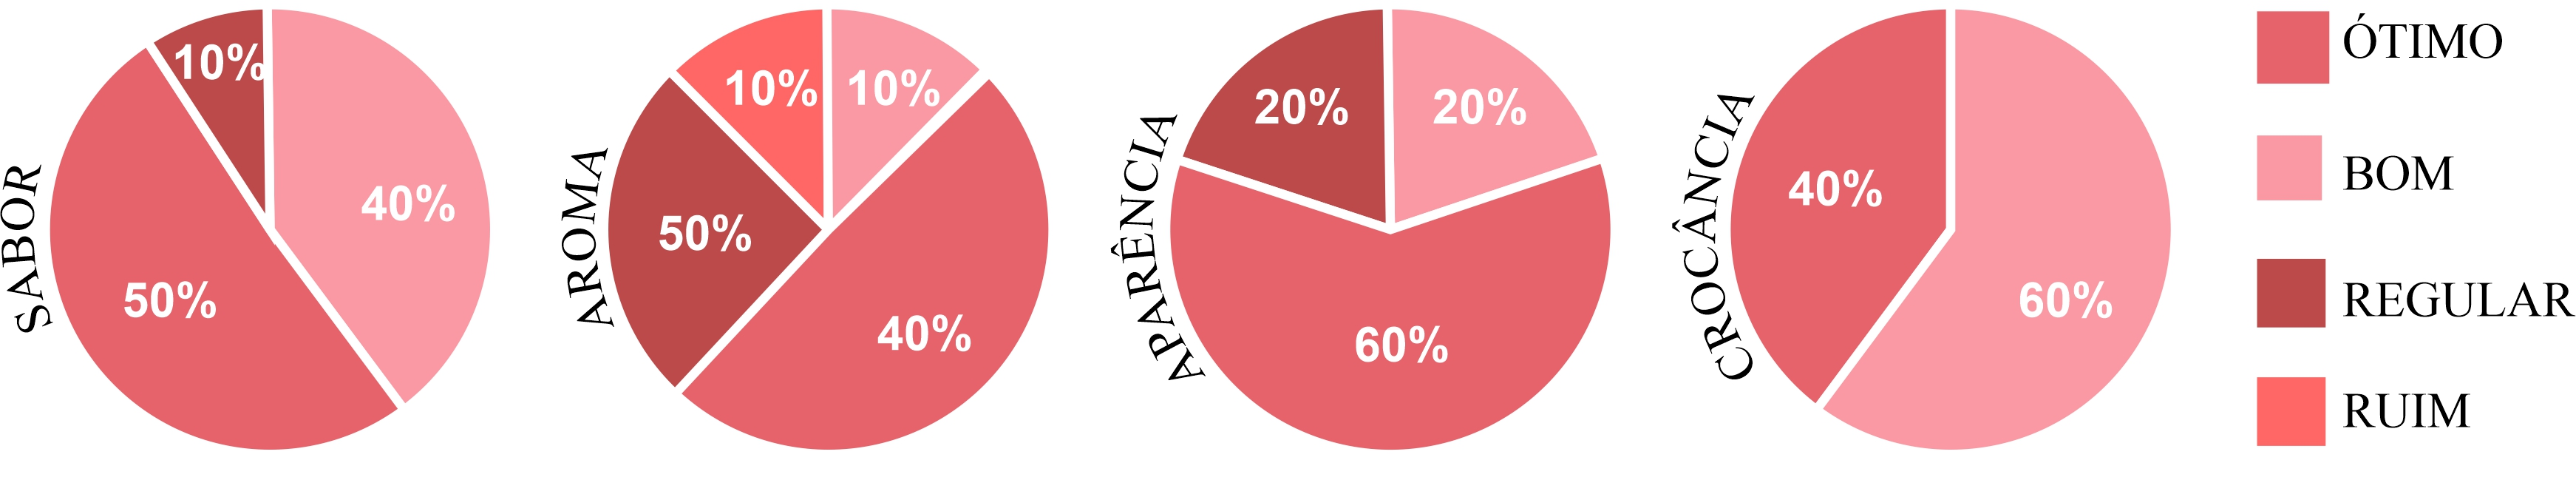 SABOR
10%
40%
50%
AROMA
10%
10%
50%
40%
APARÊNCIA
20%
20%
60%
CROCÂNCIA
40%
60%
ÓTIMO
BOM
REGULAR
RUIM